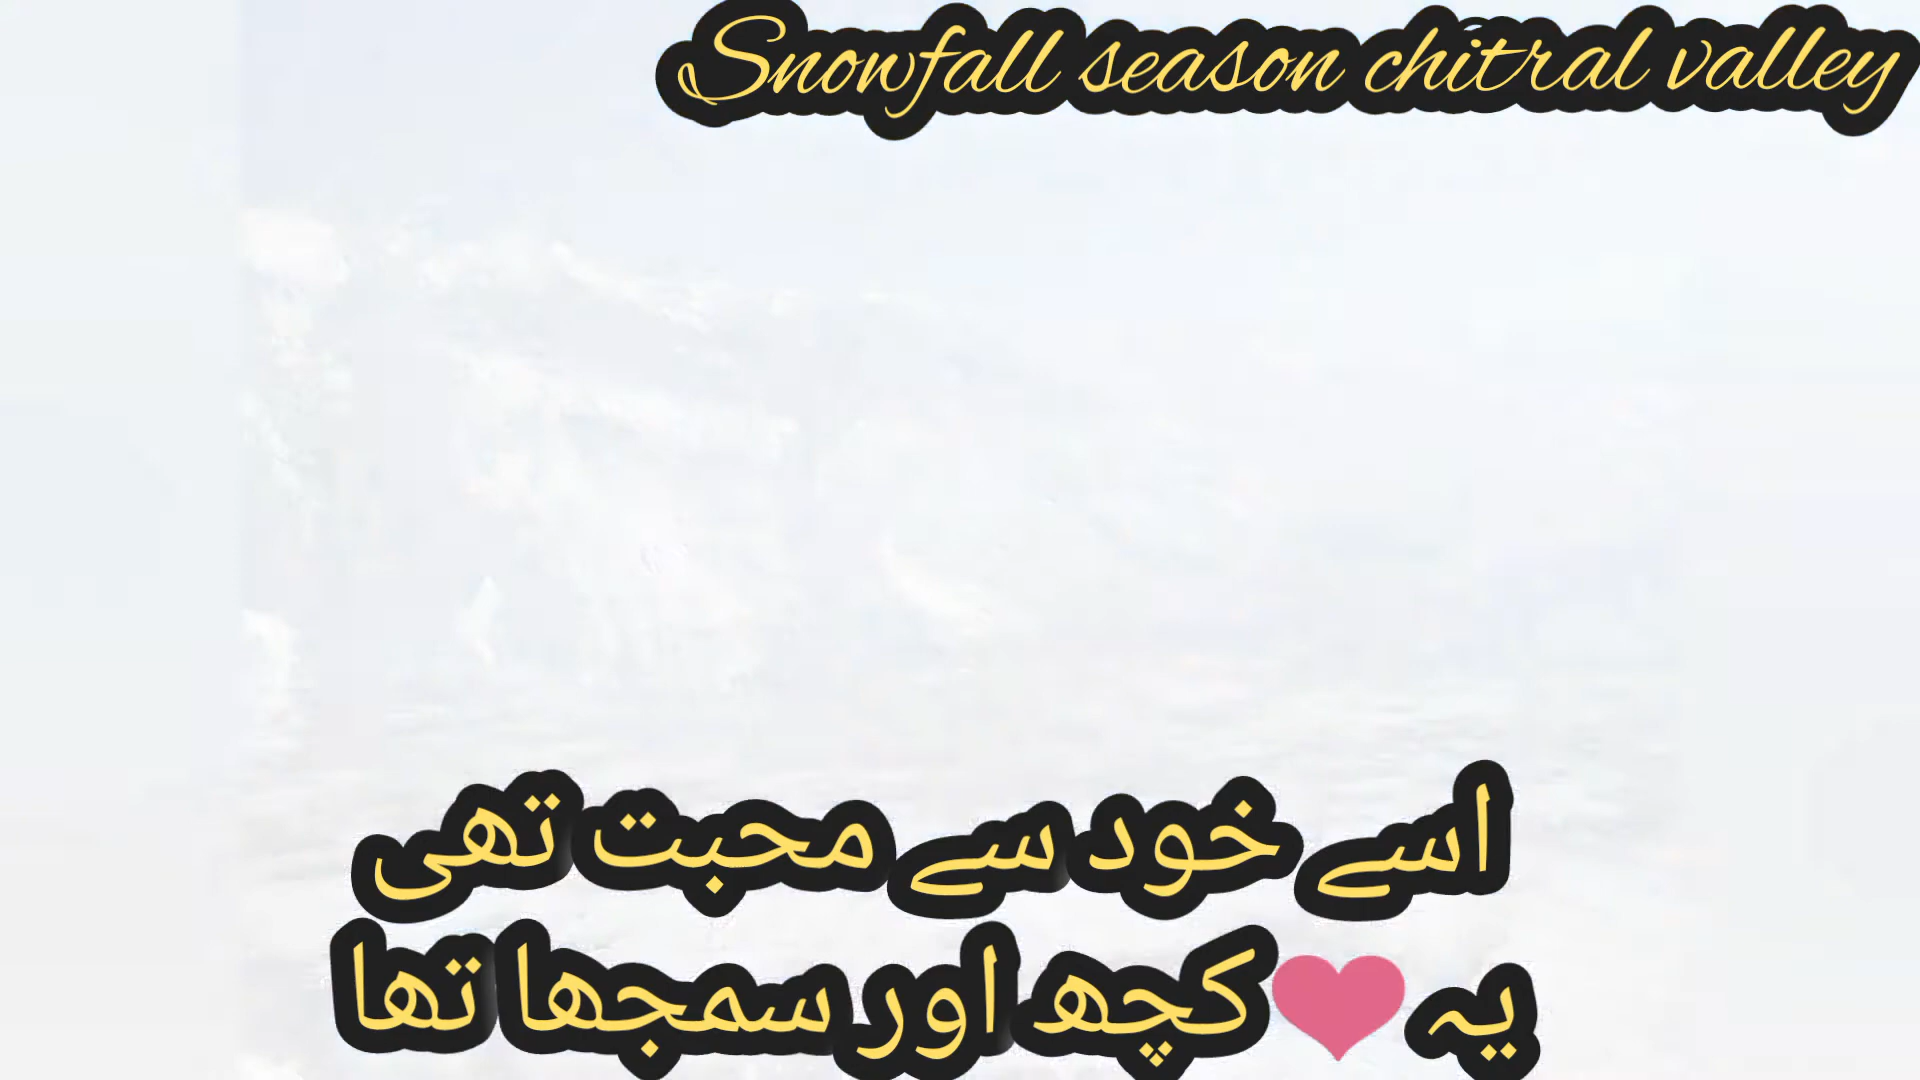 Snowfall season chitral valley
اسے خود سے محبت تھی
یہ❤️کچھ اور سمجھا تھا